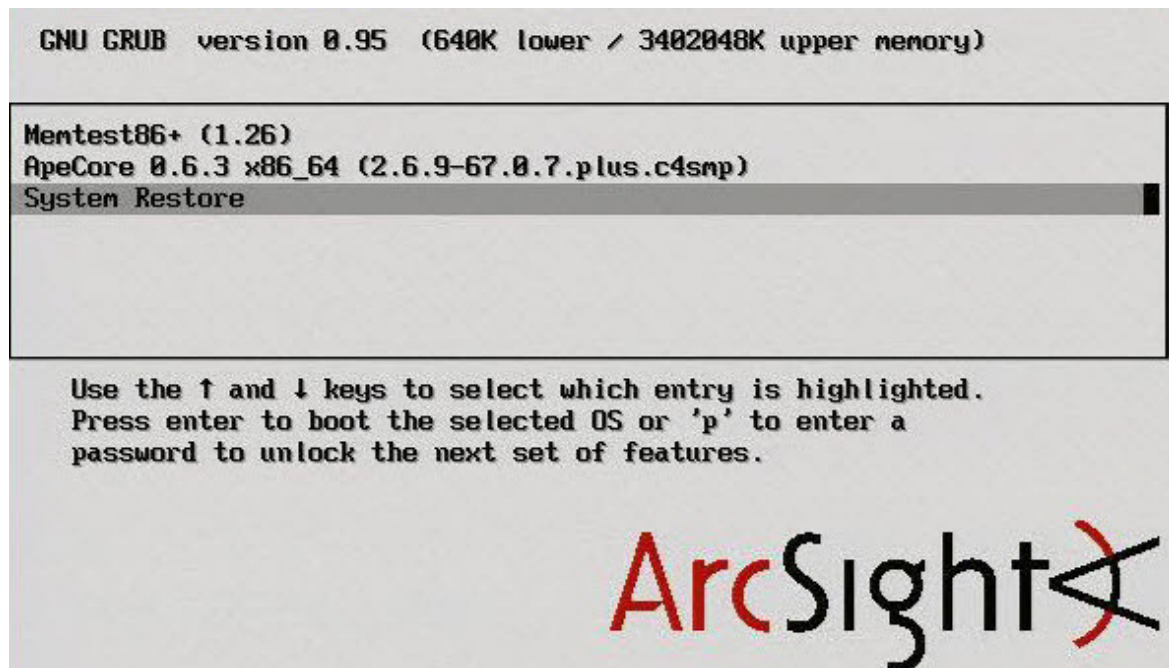 GNU GRUB version 0.95 (640K lower / 3402048K upper memory)
Memtest86+ (1.26)
ApeCore 0.6.3 x86_64 (2.6.9-67.0.7.plus.c4smp)
System Restore
Use the ↑ and ↓ keys to select which entry is highlighted.
Press enter to boot the selected OS or 'p' to enter a
password to unlock the next set of features.
ArcSight